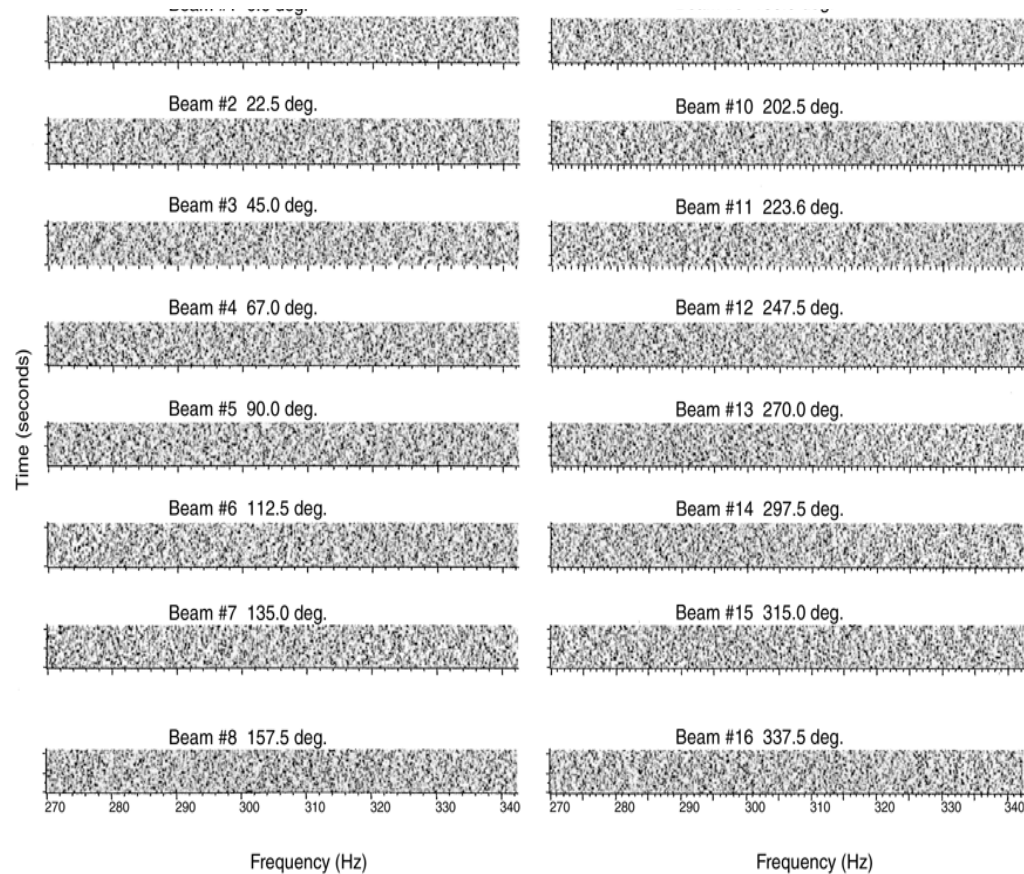 Beam #2 22.5 deg.
Beam #3 45.0 deg.
Beam #4 67.0 deg.
Beam #5 90.0 deg.
Beam #6 112.5 deg.
Beam #7 135.0 deg.
Beam #8 157.5 deg.
270 280 290 300 310 320 330 340
Frequency (Hz)
Time (seconds)
Beam #10 202.5 deg.
Beam #11 223.6 deg.
Beam #12 247.5 deg.
Beam #13 270.0 deg.
Beam #14 297.5 deg.
Beam #15 315.0 deg.
Beam #16 337.5 deg.
270 280 290 300 310 320 330 340
Frequency (Hz)